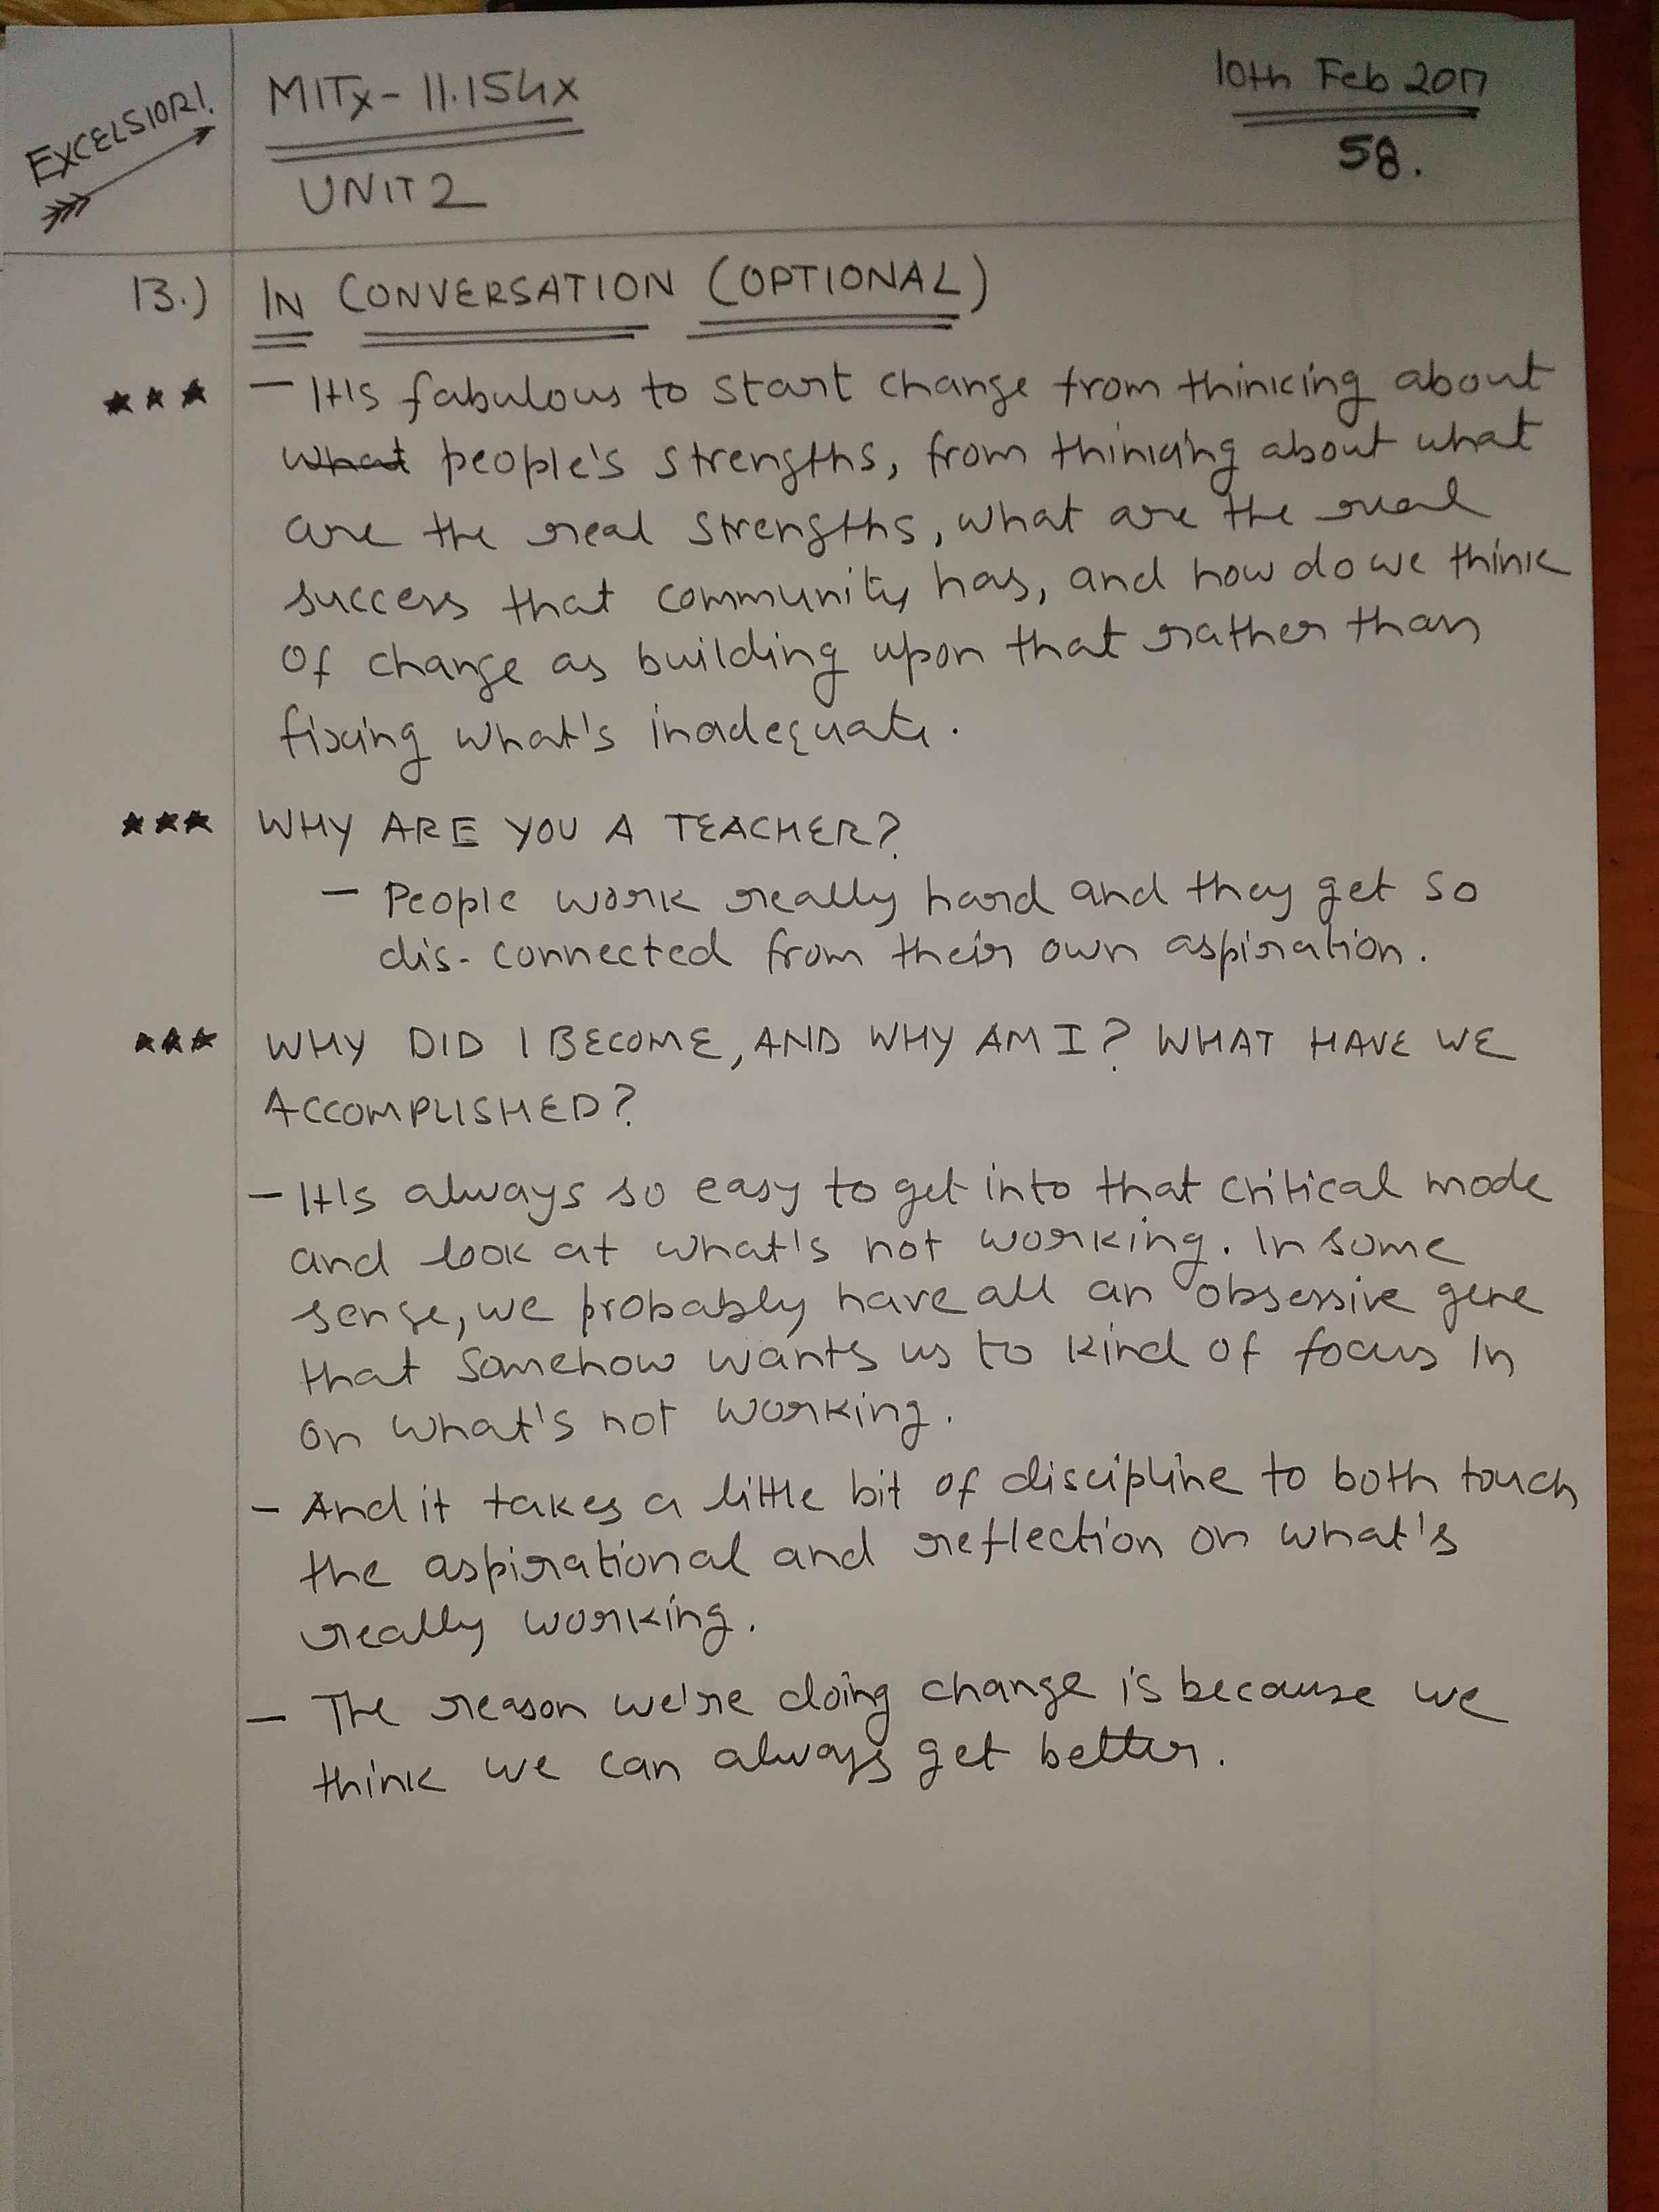 EXCELSIOR!
MITx - 11.154x
UNIT 2
10th Feb 2017
58.
13.) IN CONVERSATION (OPTIONAL)
*** - It's fabulous to start change from thinking about
what people's strengths, from thinking about what
are the real strengths, what are the real
success that community has, and how do we think
of change as building upon that rather than
fixing what's inadequate.
*** WHY ARE YOU A TEACHER?
- People work really hard and they get so
dis-connected from their own aspiration.
*** WHY DID I BECOME, AND WHY AM I? WHAT HAVE WE
ACCOMPLISHED?
- It's always so easy to get into that critical mode
and look at what's not working. In some
sense, we probably have all an obsessive gene
that somehow wants us to kind of focus in
on what's not working.
- And it takes a little bit of discipline to both touch
the aspirational and reflection on what's
really working.
- The reason we're doing change is because we
think we can always get better.